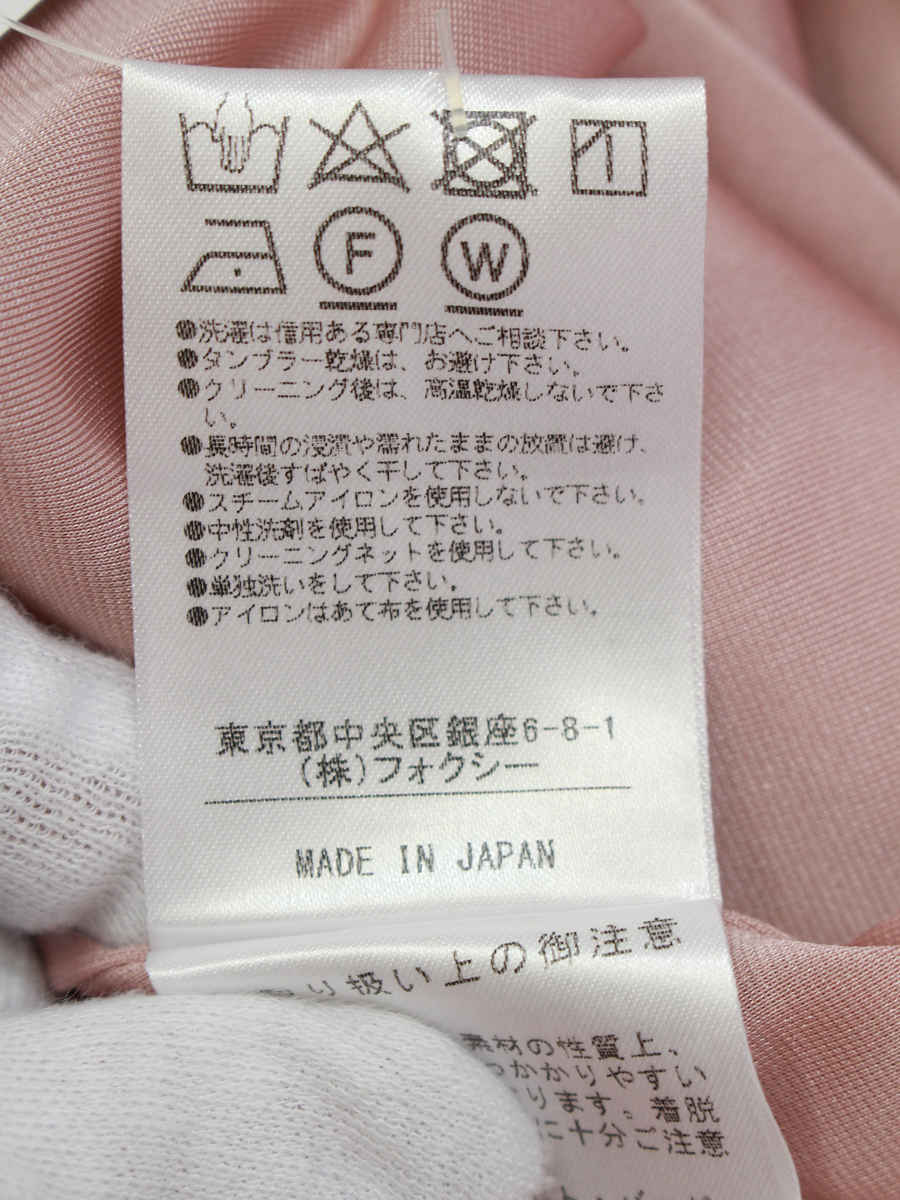 F W
●洗濯は信用ある専門店へご相談下さい。
●タンブラー乾燥は、お避け下さい。
●クリーニング後は、高温乾燥しないで下さ
い。
●長時間の浸漬や濡れたままの放置は避け、
洗濯後すばやく干して下さい。
●スチームアイロンを使用しないで下さい。
●中性洗剤を使用して下さい。
●クリーニングネットを使用して下さい。
●単独洗いをして下さい。
●アイロンはあて布を使用して下さい。
東京都中央区銀座6-8-1
(株)フォクシー
MADE IN JAPAN
り扱い上の御注意
素材の性質上、
つかかりやすい
ります。着脱
に十分ご注意